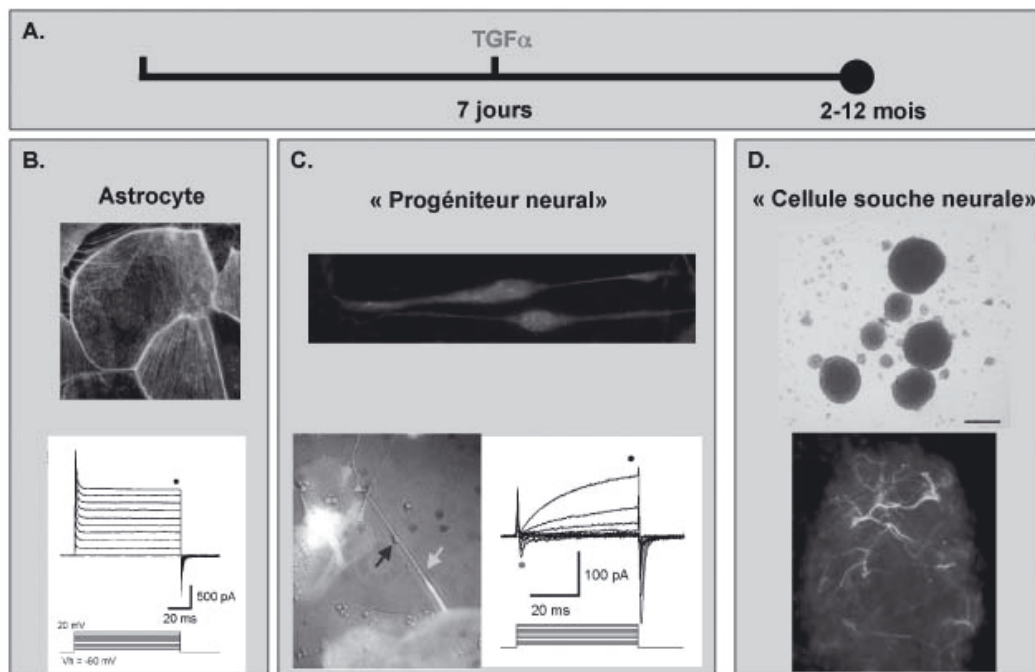 A.
TGFα
7 jours
2-12 mois
B.
Astrocyte
500 pA
20 ms
20 mV
Vh = -60 mV
C.
« Progéniteur neural»
100 pA
20 ms
D.
« Cellule souche neurale»